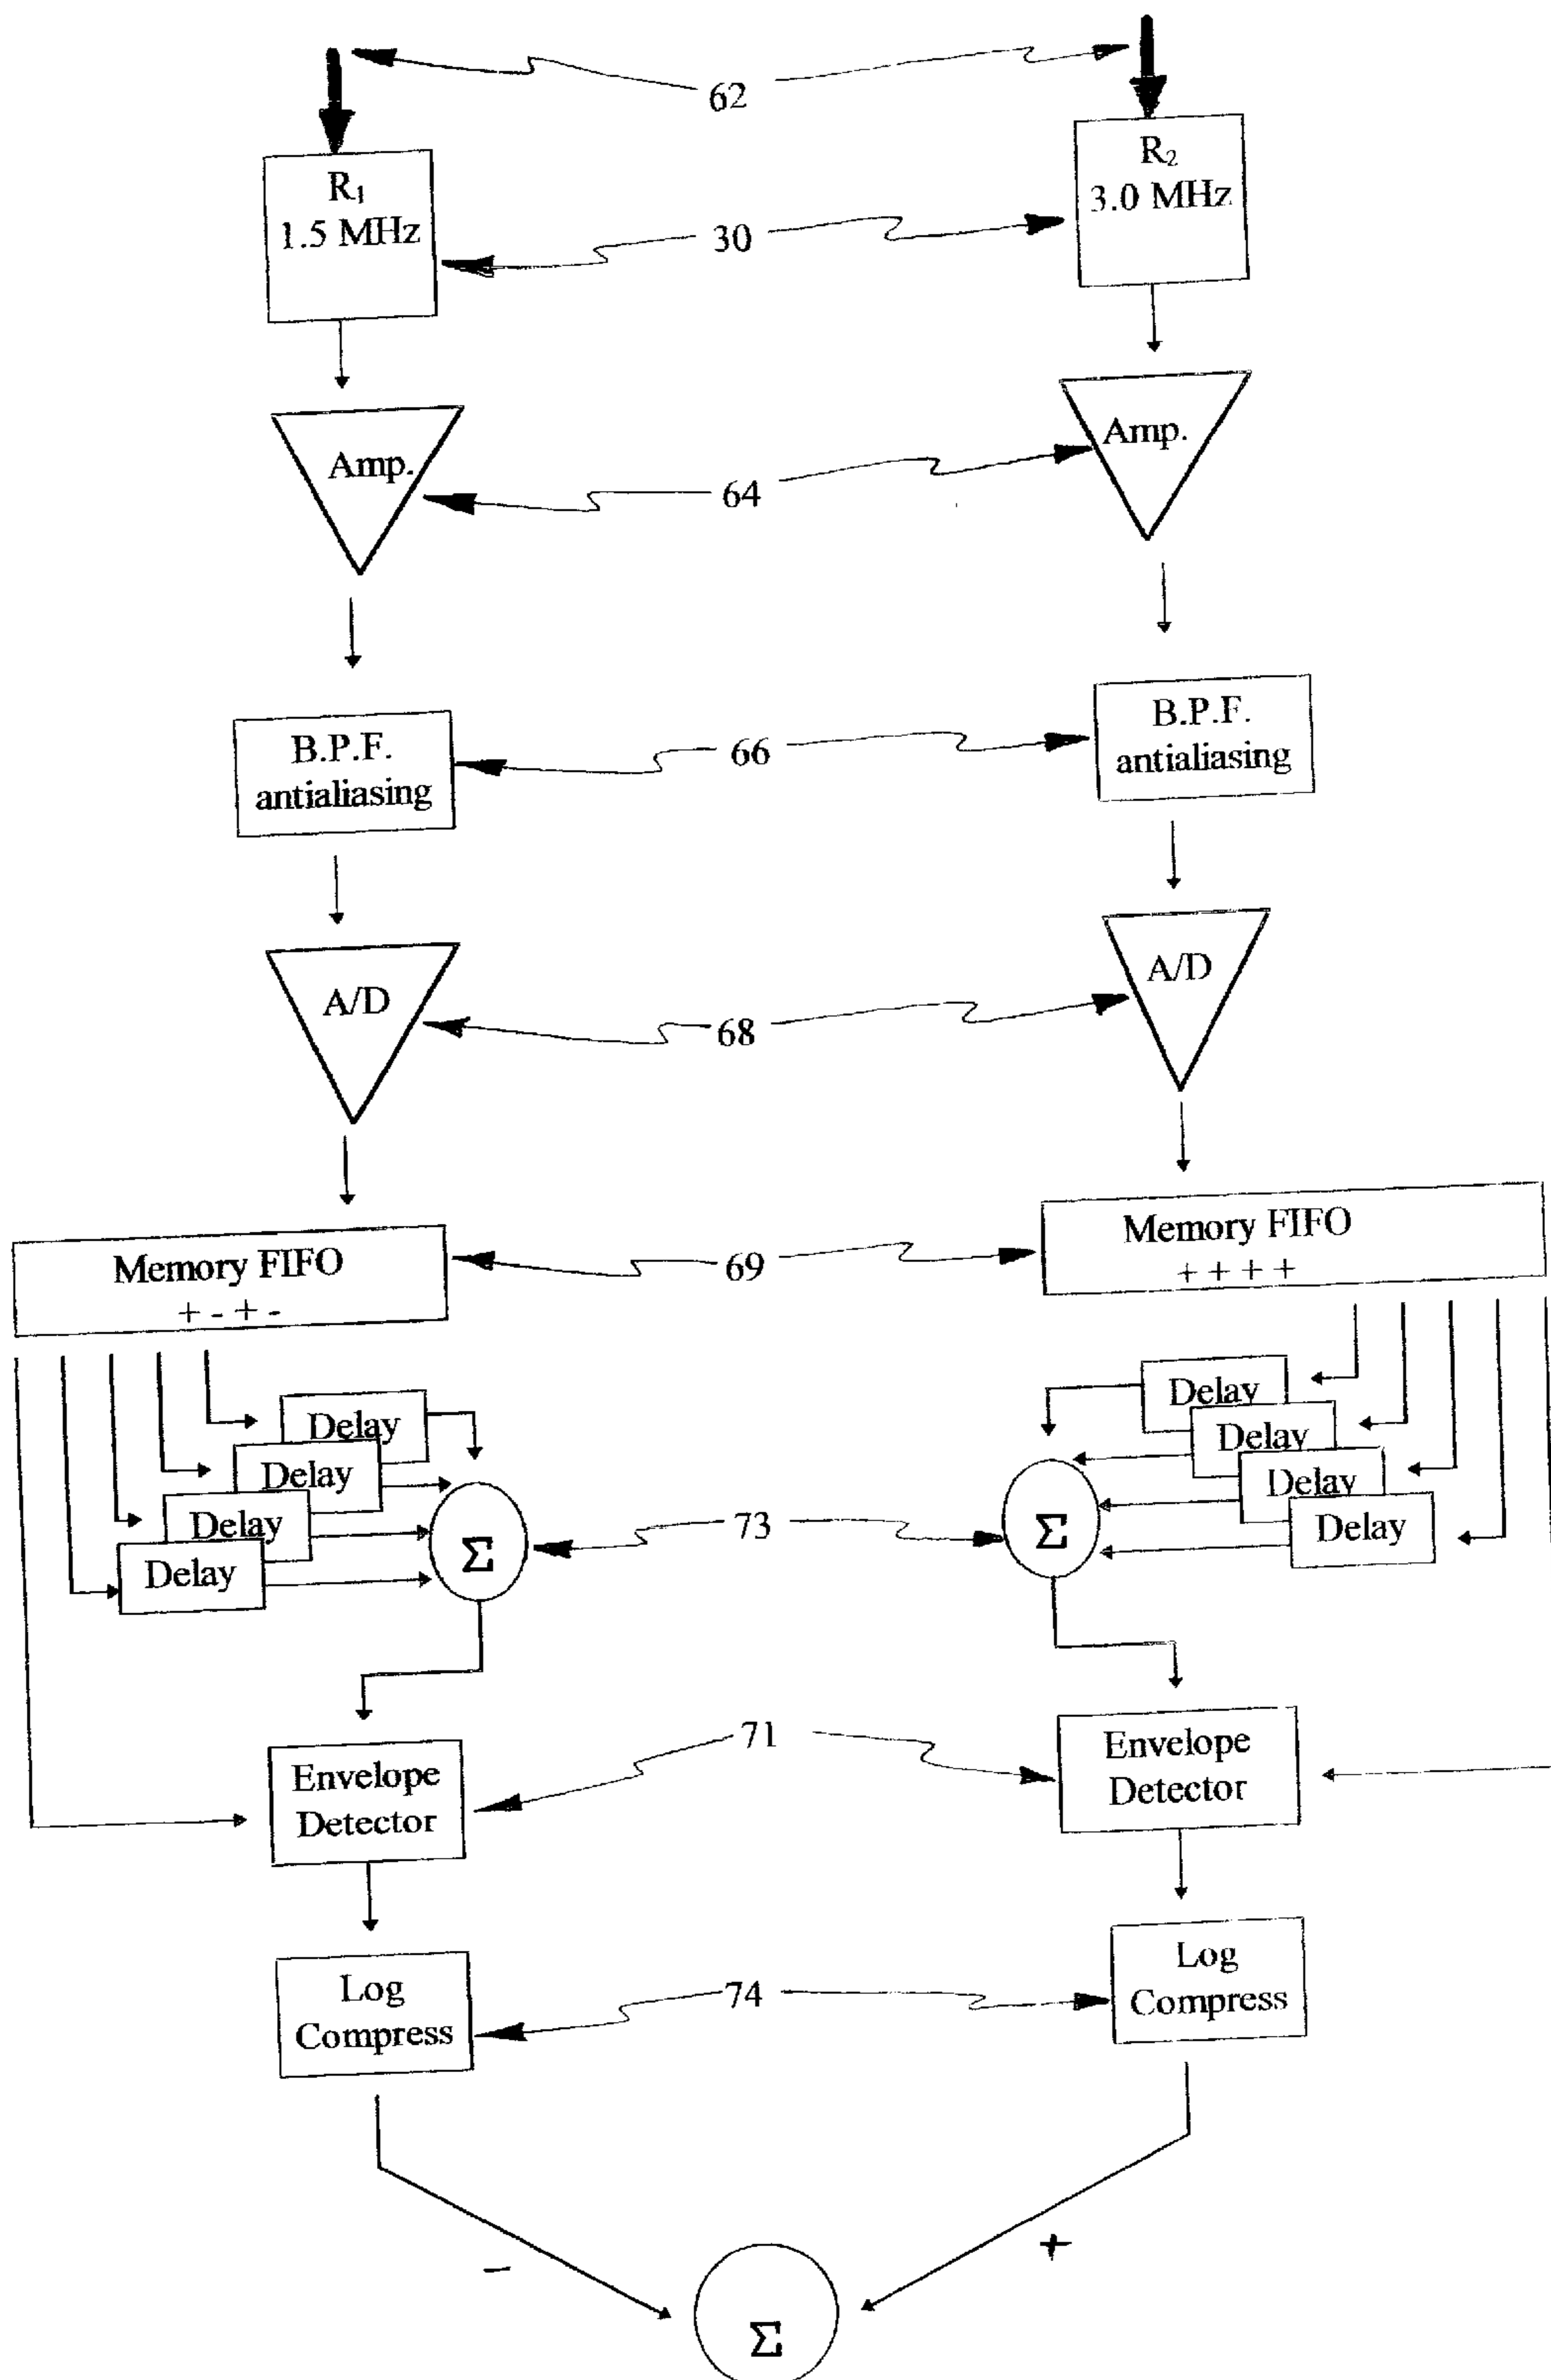 62
R₁
1.5 MHz
R₂
3.0 MHz
30
Amp.
Amp.
64
B.P.F.
antialiasing
66
B.P.F.
antialiasing
A/D
68
A/D
Memory FIFO
+ - + -
69
Memory FIFO
+ + + +
Delay
Delay
Delay
Delay
Σ
73
Delay
Delay
Delay
Delay
Σ
71
Envelope
Detector
Envelope
Detector
Log
Compress
74
Log
Compress
−
+
Σ